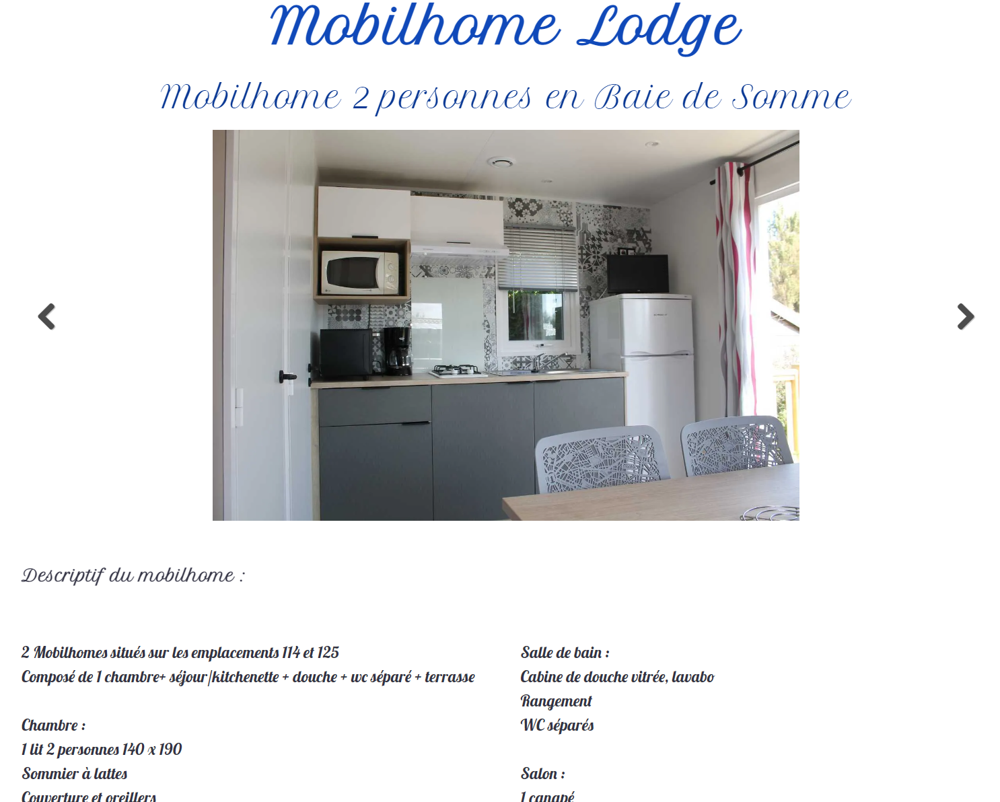 Mobilhome Lodge
Mobilhome 2 personnes en Baie de Somme
Descriptif du mobilhome :
2 Mobilhomes situés sur les emplacements 114 et 125
Composé de 1 chambre+ séjour/kitchenette + douche + wc séparé + terrasse
Chambre :
1 lit 2 personnes 140 x 190
Sommier à lattes
Couverture et oreillers
Salle de bain :
Cabine de douche vitrée, lavabo
Rangement
WC séparés
Salon :
1 canapé